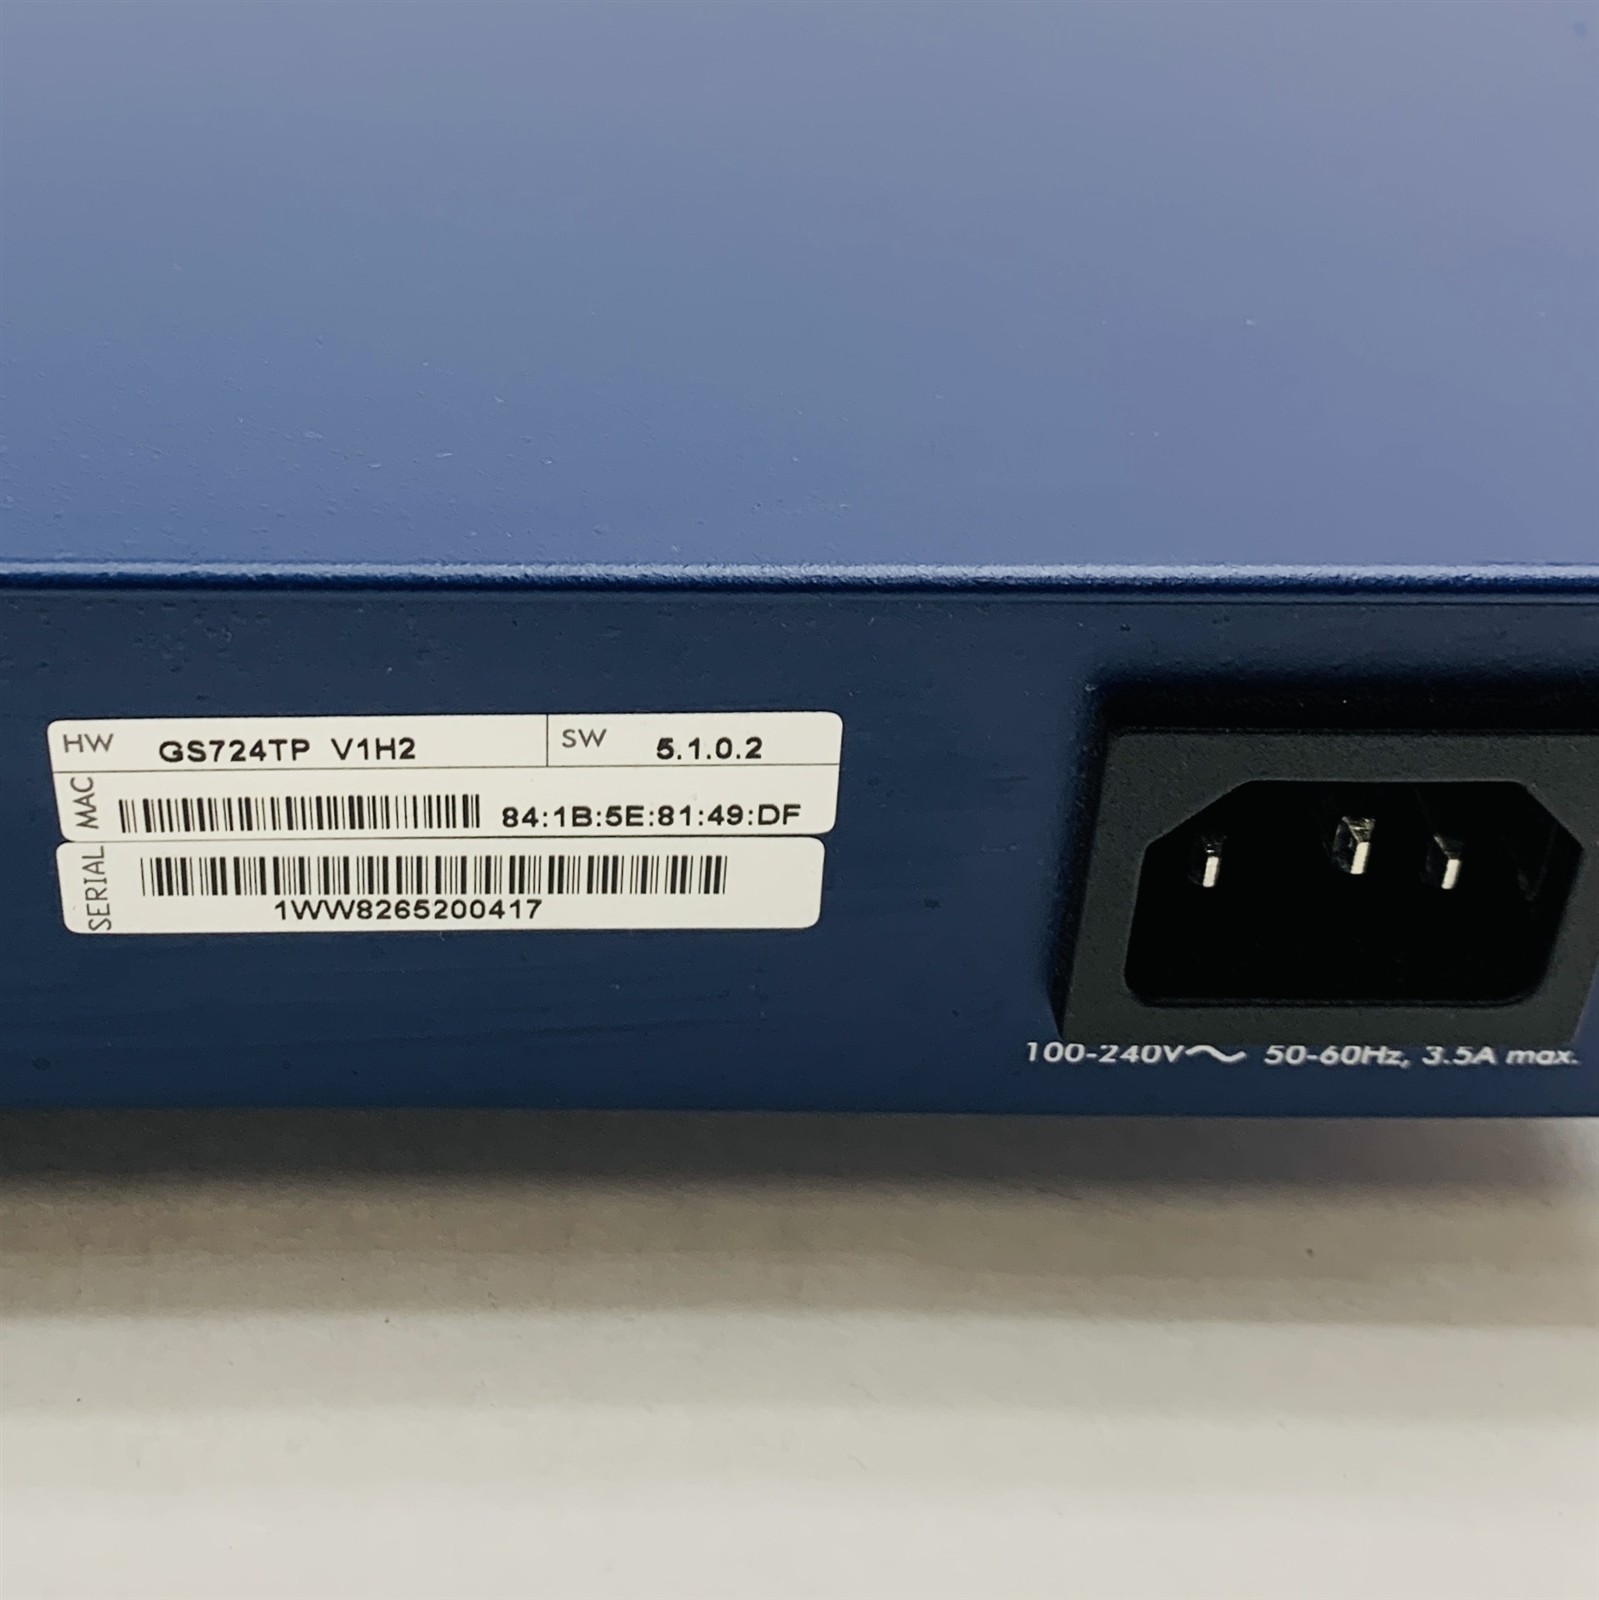 HW GS724TP V1H2 SW 5.1.0.2
MAC 84:1B:5E:81:49:DF
SERIAL 1WW8265200417
100-240V~ 50-60Hz, 3.5A max.